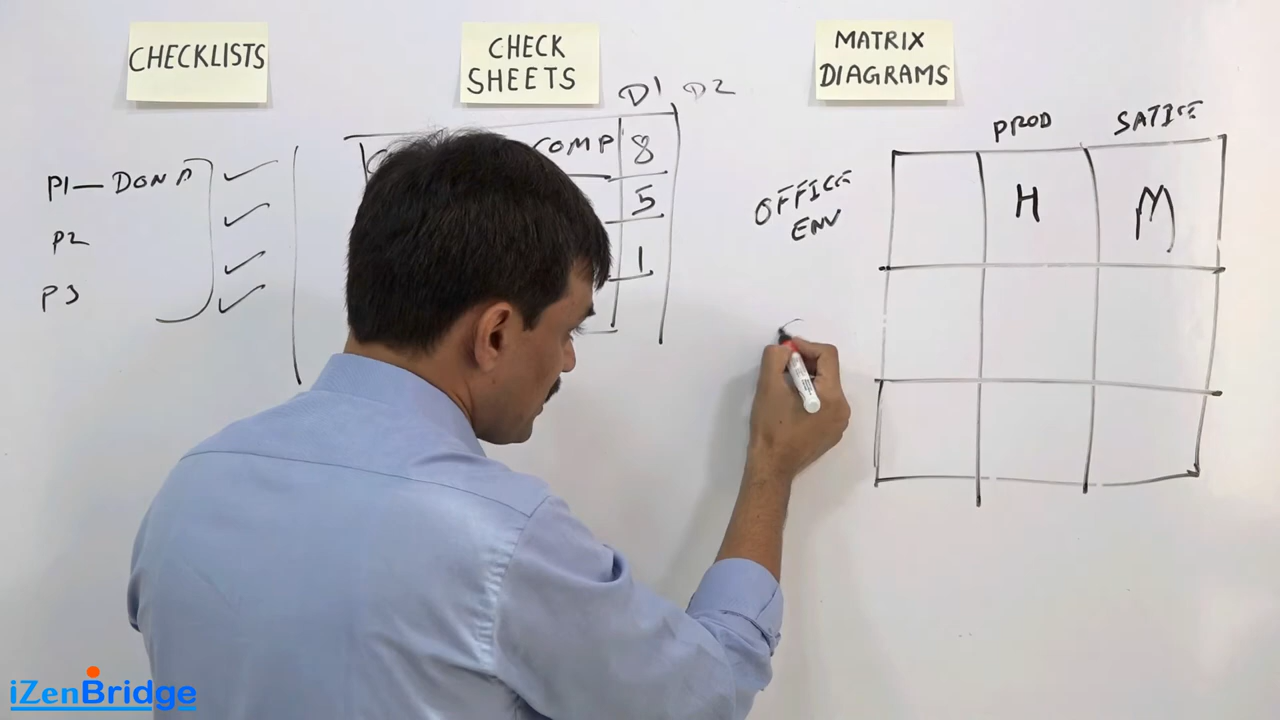 CHECKLISTS
CHECK
SHEETS
MATRIX
DIAGRAMS
D1 D2
P1 — DONE
P2
P3
COMP 8
5
1
PROD
OFFICE
ENV
H M
iZenBridge